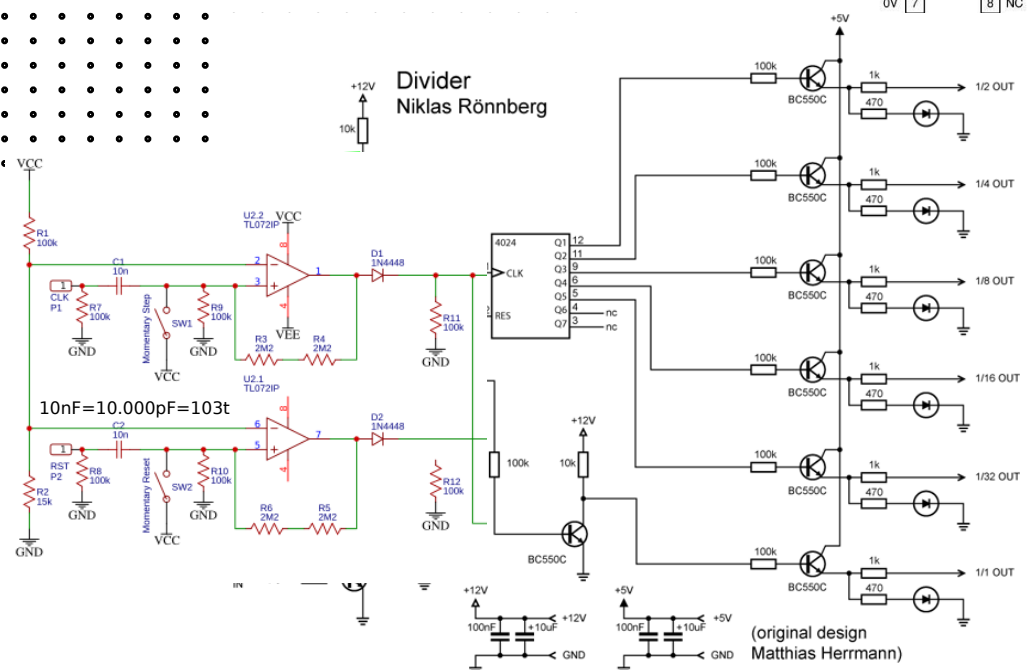 0V 7 8 NC
+5V
Divider
Niklas Rönnberg
+12V
10k
VCC
R1
100k
U2.2
TL072IP
VCC
8
2
3
1
4
VEE
D1
1N4448
C1
10n
1
CLK
P1
R7
100k
GND
Momentary Step
SW1
VCC
R9
100k
GND
R3
2M2
R4
2M2
R11
100k
GND
10nF=10.000pF=103t
U2.1
TL072IP
8
6
5
7
4
D2
1N4448
C2
10n
1
RST
P2
R8
100k
GND
Momentary Reset
SW2
VCC
R10
100k
GND
R6
2M2
R5
2M2
R12
100k
GND
R2
15k
GND
4024
CLK
RES
Q1 12
Q2 11
Q3 9
Q4 6
Q5 5
Q6 4 nc
Q7 3 nc
100k
+12V
10k
BC550C
100k
BC550C
1k
1/2 OUT
470
100k
BC550C
1k
1/4 OUT
470
100k
BC550C
1k
1/8 OUT
470
100k
BC550C
1k
1/16 OUT
470
100k
BC550C
1k
1/32 OUT
470
100k
BC550C
1k
1/1 OUT
470
IN
+12V
+12V
100nF
+10uF
GND
+5V
+5V
100nF
+10uF
GND
(original design
Matthias Herrmann)